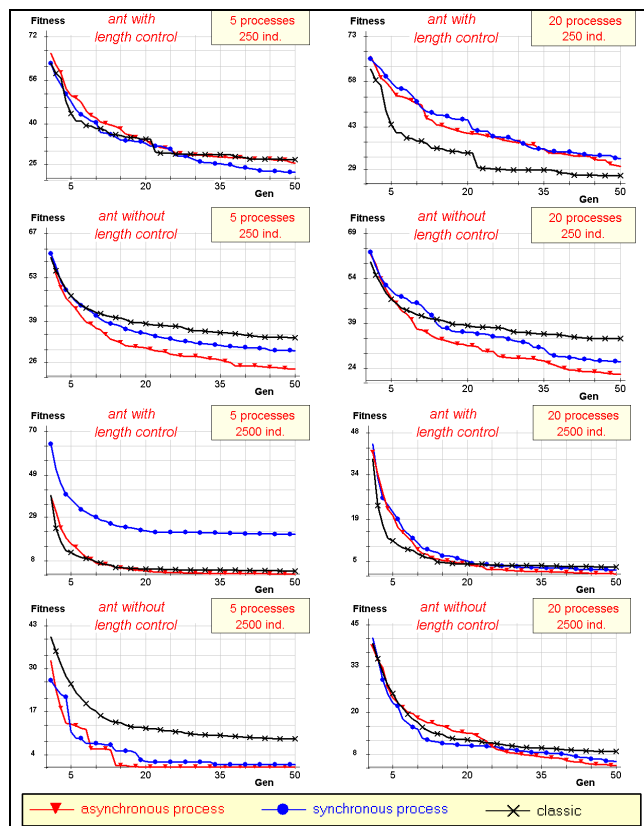 Fitness
ant with
length control
5 processes
250 ind.
72
66
40
26
5
20
35
50
Gen
Fitness
ant with
length control
20 processes
250 ind.
73
58
43
29
5
20
35
50
Gen
Fitness
ant without
length control
5 processes
250 ind.
67
53
39
26
5
20
35
50
Gen
Fitness
ant without
length control
20 processes
250 ind.
69
54
39
24
5
20
35
50
Gen
Fitness
ant with
length control
5 processes
2500 ind.
70
49
29
8
5
20
35
50
Gen
Fitness
ant with
length control
20 processes
2500 ind.
48
34
19
6
5
20
35
50
Gen
Fitness
ant without
length control
5 processes
2500 ind.
43
30
17
4
5
20
35
50
Gen
Fitness
ant without
length control
20 processes
2500 ind.
46
33
20
8
5
20
35
50
Gen
asynchronous process
synchronous process
classic